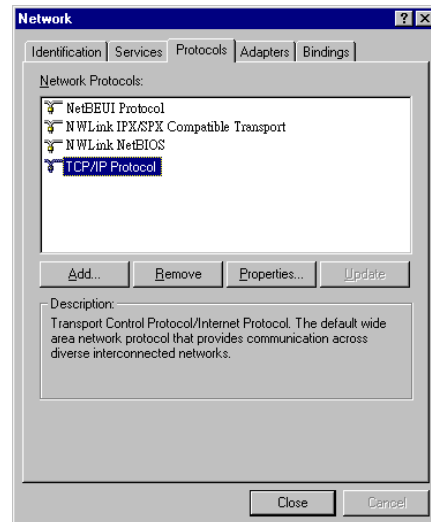 Network
Identification Services Protocols Adapters Bindings
Network Protocols:
NetBEUI Protocol
NWLink IPX/SPX Compatible Transport
NWLink NetBIOS
TCP/IP Protocol
Add... Remove Properties... Update
Description:
Transport Control Protocol/Internet Protocol. The default wide
area network protocol that provides communication across
diverse interconnected networks.
Close Cancel